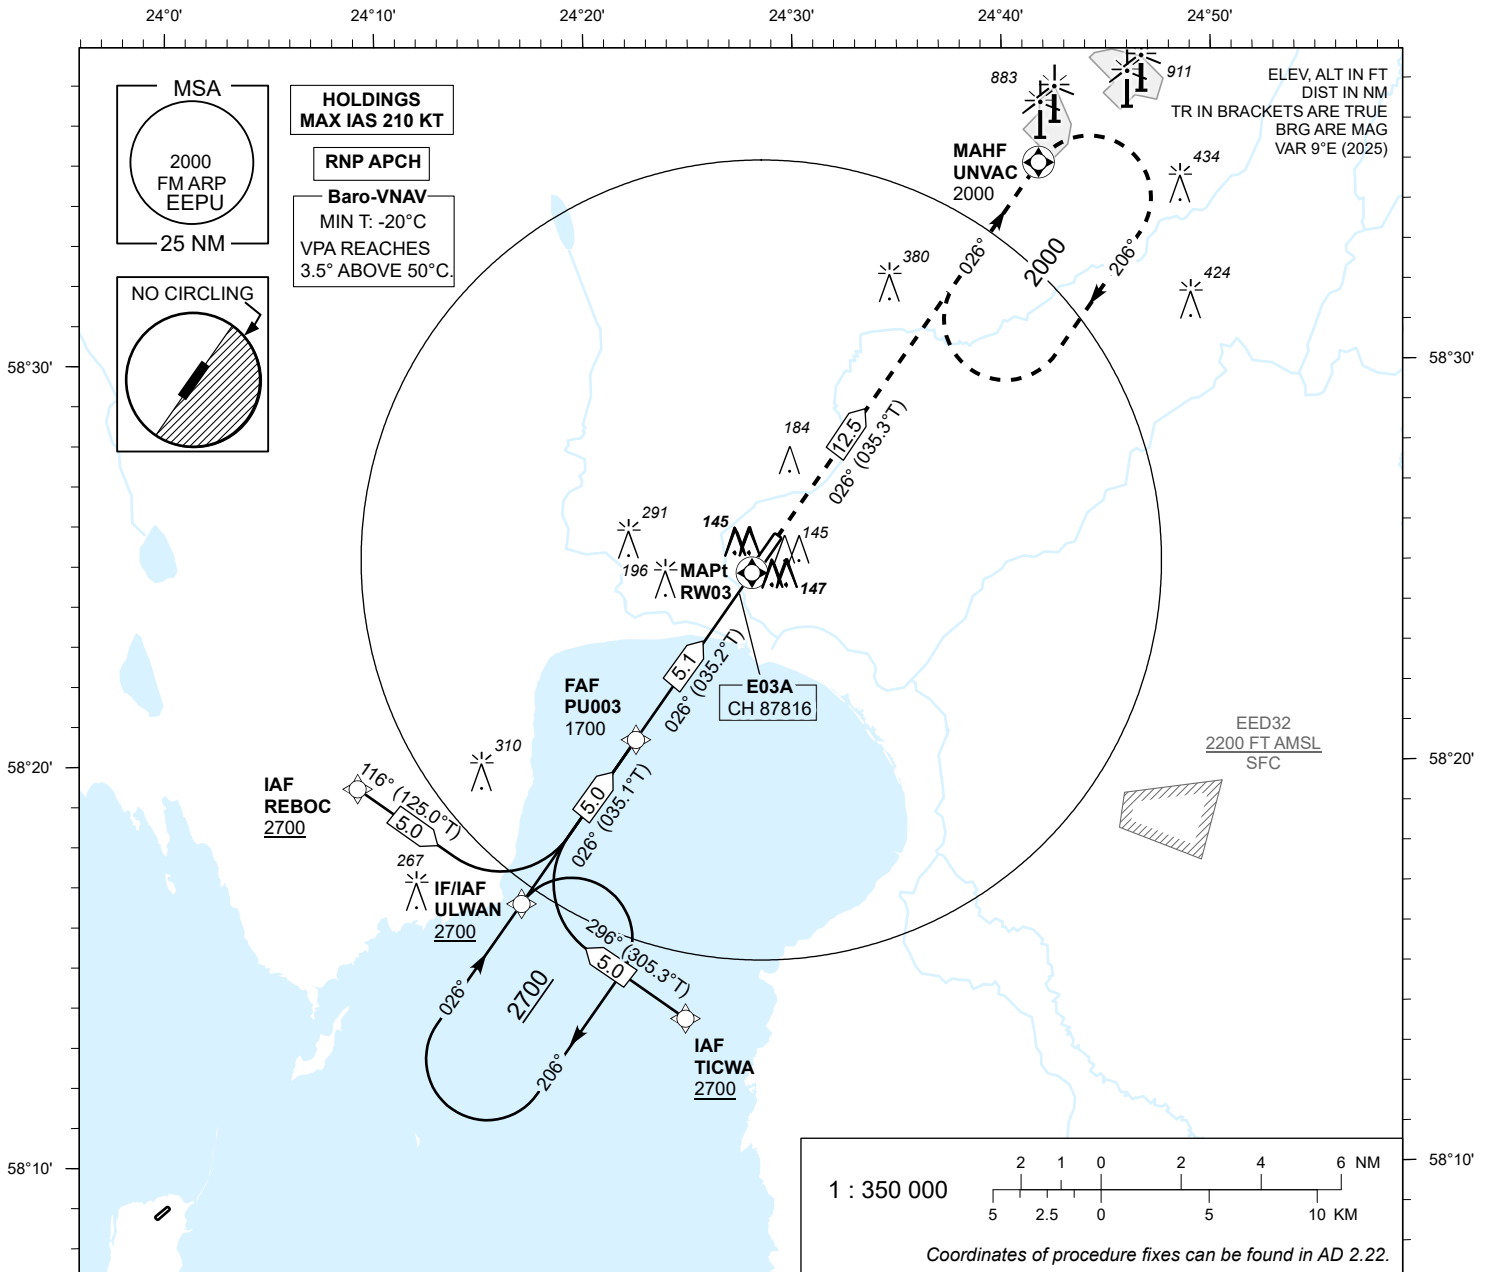 24°0'
24°10'
24°20'
24°30'
24°40'
24°50'
MSA
2000
FM ARP
EEPU
25 NM
HOLDINGS
MAX IAS 210 KT
RNP APCH
Baro-VNAV
MIN T: -20°C
VPA REACHES
3.5° ABOVE 50°C.
NO CIRCLING
883
911
ELEV, ALT IN FT
DIST IN NM
TR IN BRACKETS ARE TRUE
BRG ARE MAG
VAR 9°E (2025)
MAHF
UNVAC
2000
434
380
026°
2000
206°
424
58°30'
58°30'
12.5
026° (035.3°T)
184
291
145
145
196
MAPt
RW03
147
5.1
026° (035.2°T)
E03A
CH 87816
FAF
PU003
1700
310
EED32
2200 FT AMSL
SFC
58°20'
58°20'
IAF
REBOC
2700
116° (125.0°T)
5.0
5.0
026° (035.1°T)
267
IF/IAF
ULWAN
2700
296° (305.3°T)
5.0
026°
2700
206°
IAF
TICWA
2700
58°10'
58°10'
1 : 350 000
2 1 0 2 4 6 NM
5 2.5 0 5 10 KM
Coordinates of procedure fixes can be found in AD 2.22.